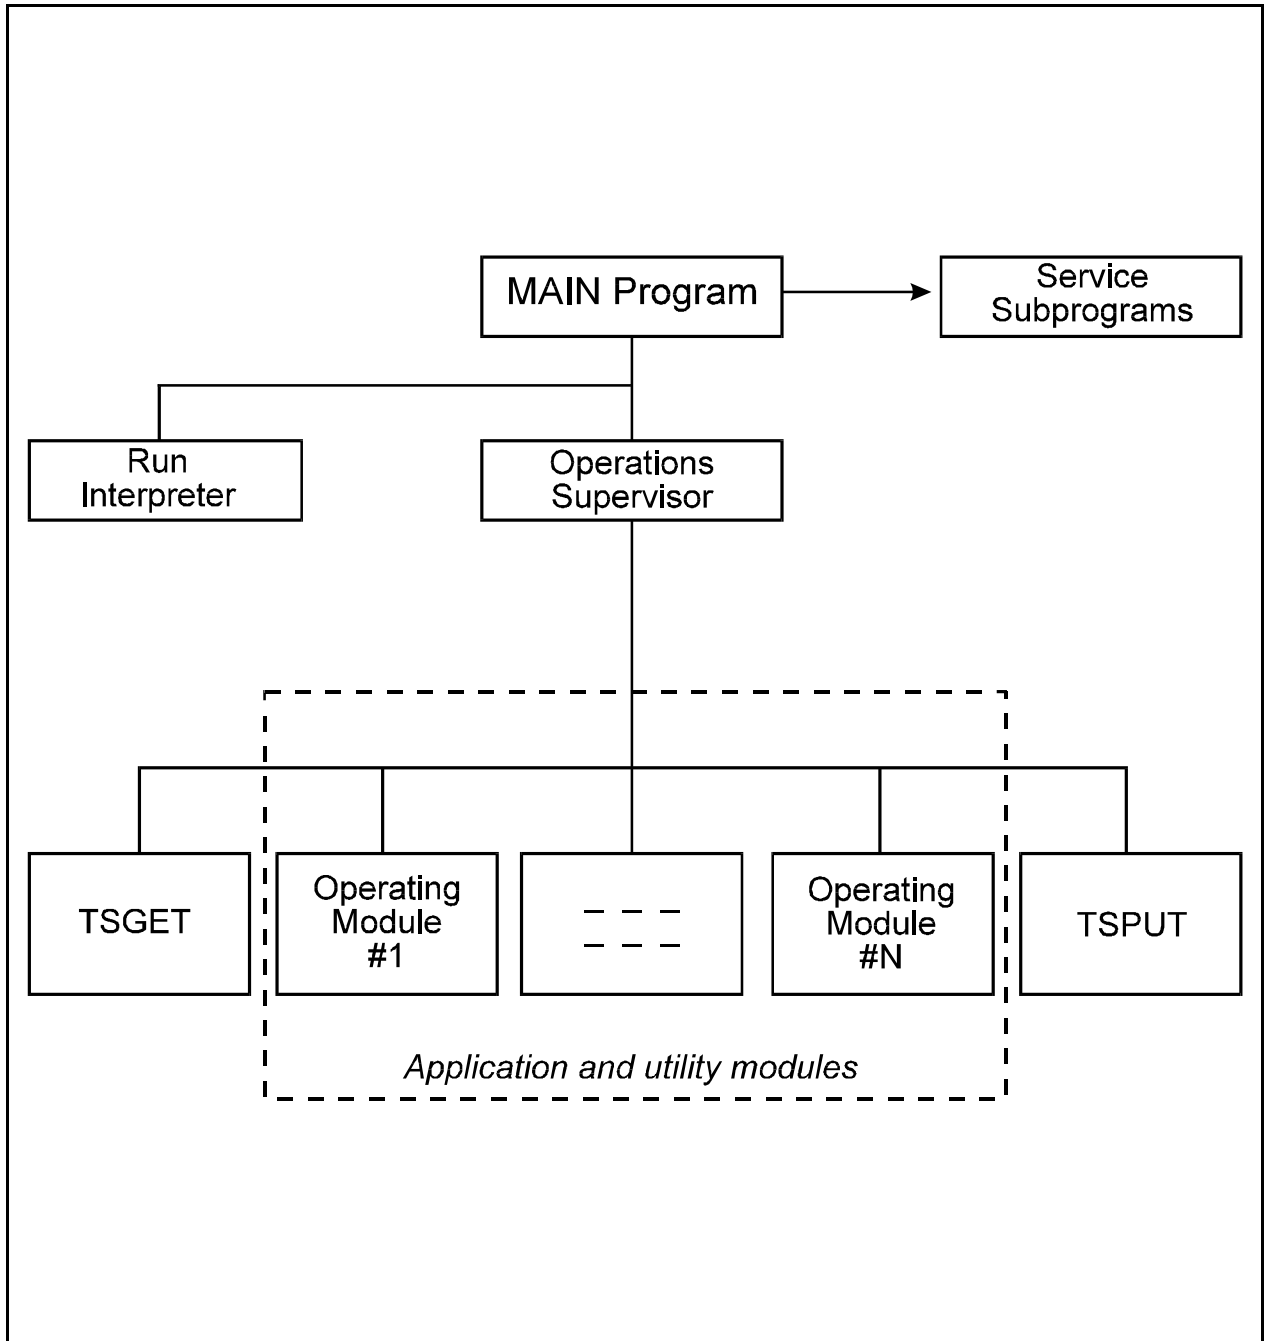 MAIN Program
Service
Subprograms
Run
Interpreter
Operations
Supervisor
TSGET
Operating
Module
#1
Operating
Module
#N
TSPUT
Application and utility modules